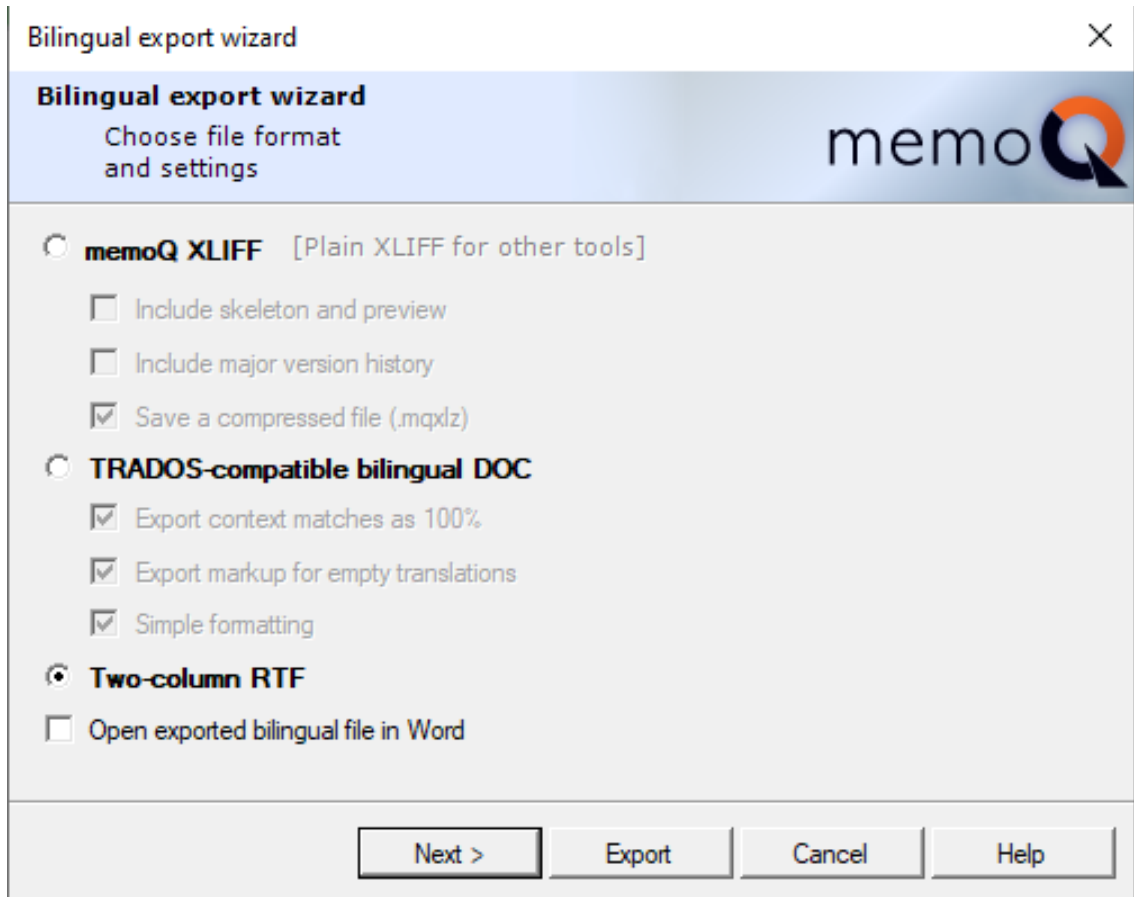 Bilingual export wizard
Bilingual export wizard
Choose file format
and settings
memoQ
memoQ XLIFF [Plain XLIFF for other tools]
Include skeleton and preview
Include major version history
Save a compressed file (.mqxlz)
TRADOS-compatible bilingual DOC
Export context matches as 100%
Export markup for empty translations
Simple formatting
Two-column RTF
Open exported bilingual file in Word
Next > Export Cancel Help